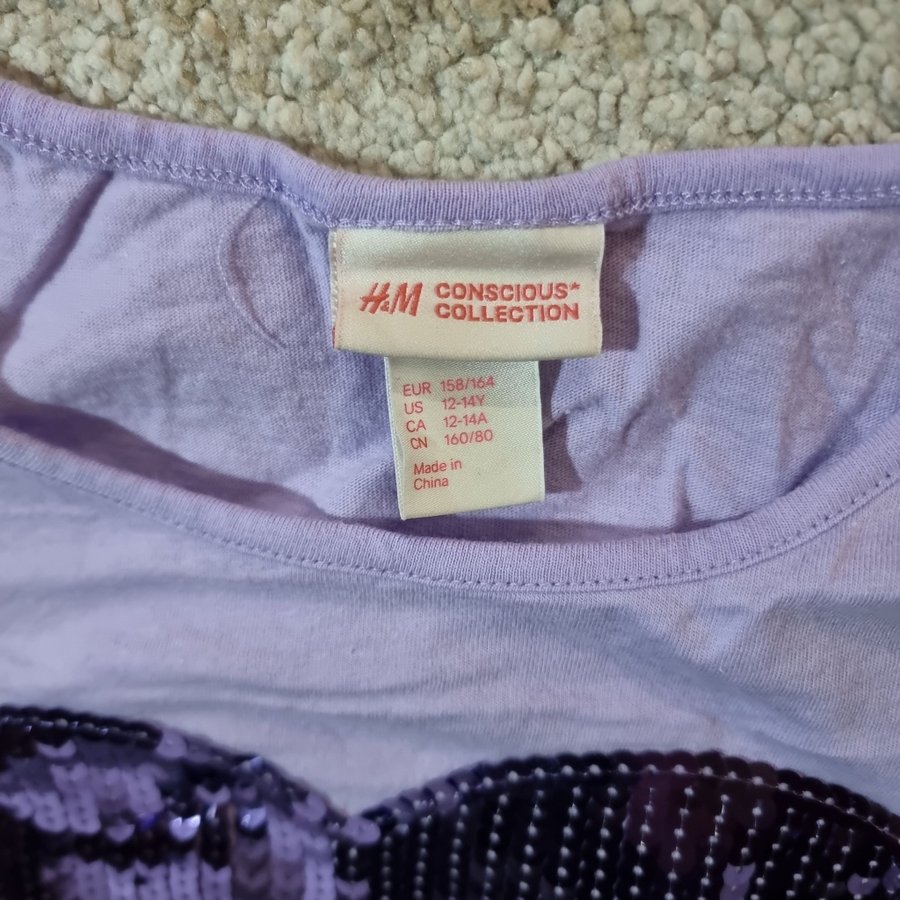 H&M CONSCIOUS*
COLLECTION
EUR 158/164
US 12-14Y
CA 12-14A
CN 160/80
Made in
China